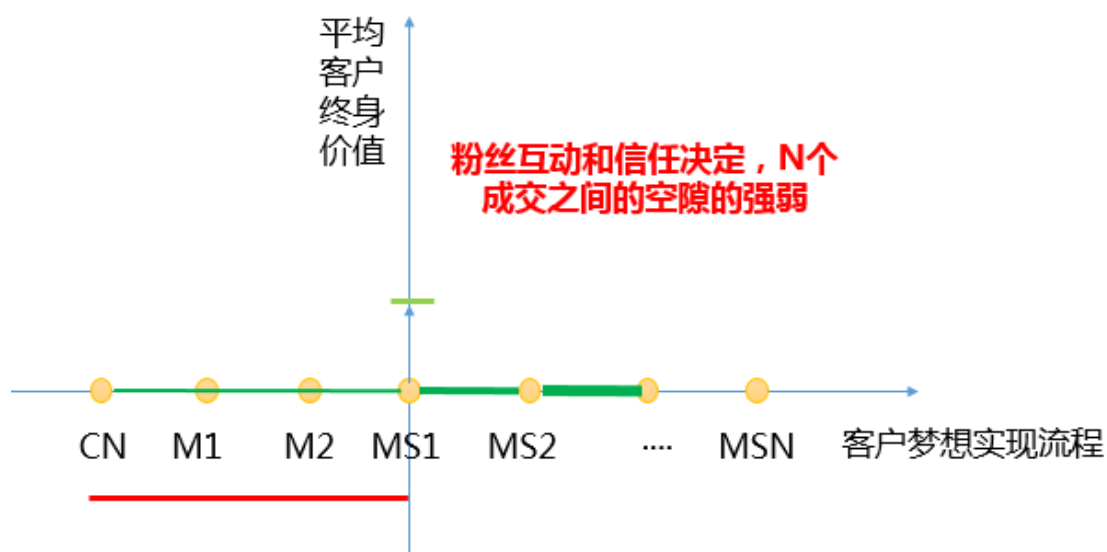 平均
客户
终身
价值
粉丝互动和信任决定，N个
成交之间的空隙的强弱
CN M1 M2 MS1 MS2 .... MSN 客户梦想实现流程